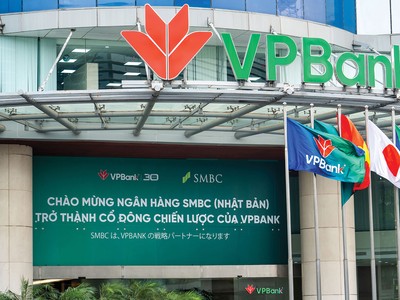 VPBank
VPBank 30 SMBC
CHÀO MỪNG NGÂN HÀNG SMBC (NHẬT BẢN)
TRỞ THÀNH CỔ ĐÔNG CHIẾN LƯỢC CỦA VPBANK
SMBC は、VPBANK の戦略パートナーになります
VPBank
VPBank